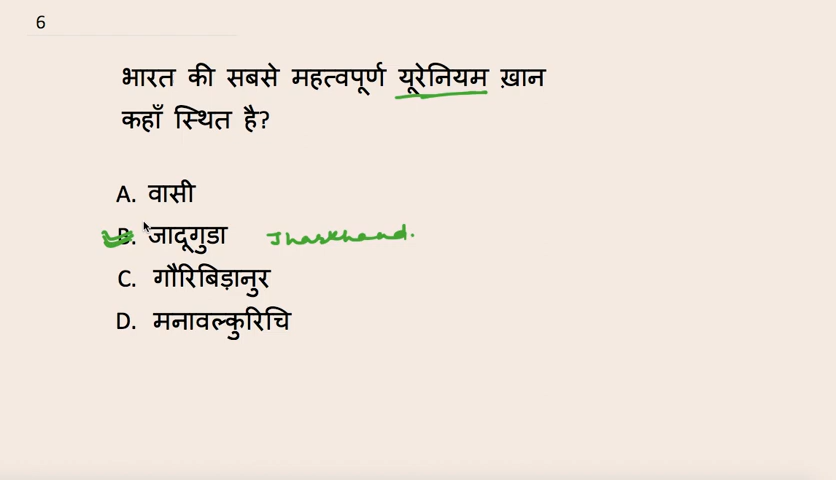 6
भारत की सबसे महत्वपूर्ण यूरेनियम ख़ान
कहाँ स्थित है?
A. वासी
B. जादूगुडा Jharkhand.
C. गौरिबिड़ानुर
D. मनावल्कुरिचि